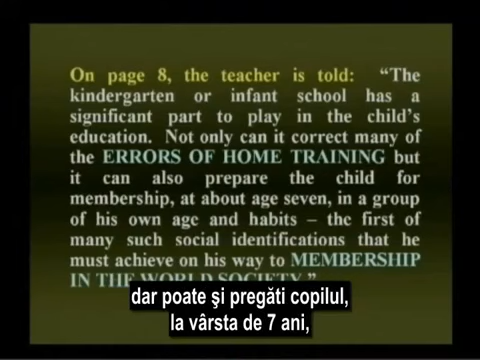 On page 8, the teacher is told: “The
kindergarten or infant school has a
significant part to play in the child’s
education. Not only can it correct many of
the ERRORS OF HOME TRAINING but
it can also prepare the child for
membership, at about age seven, in a group
of his own age and habits – the first of
many such social identifications that he
must achieve on his way to MEMBERSHIP
IN THE WORLD SOCIETY.”
dar poate şi pregăti copilul,
la vârsta de 7 ani,